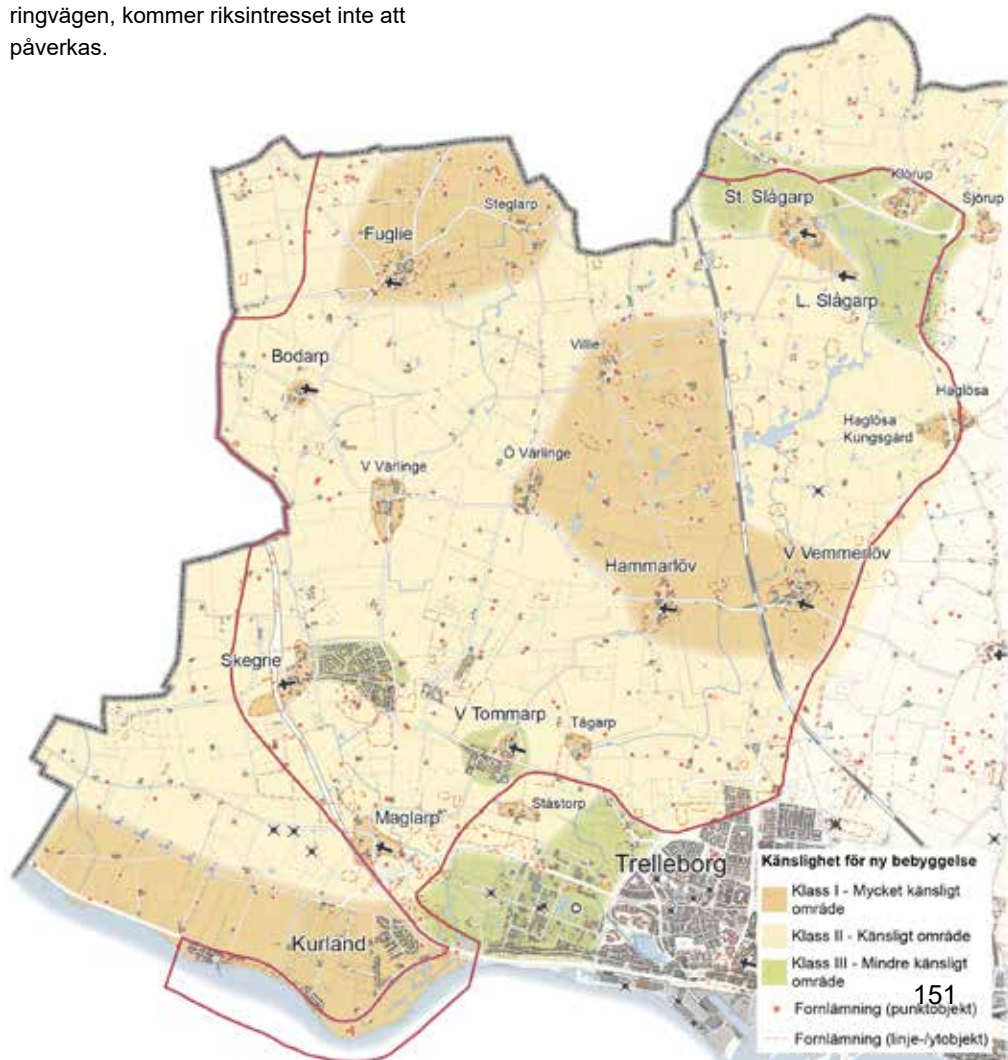 ringvägen, kommer riksintresset inte att
påverkas.
Klörup
St. Slågarp
Sjörup
Steglarp
Fuglie
L. Slågarp
Villie
Bodarp
Haglösa
Haglösa
Kungsgård
Ö Värlinge
V Värlinge
Hammarlöv
V Vemmerlöv
Skegrie
V Tommarp
Tågarp
Ståstorp
Maglarp
Trelleborg
Kurland
Känslighet för ny bebyggelse
Klass I - Mycket känsligt
område
Klass II - Känsligt område
Klass III - Mindre känsligt
område
151
Fornlämning (punktobjekt)
Fornlämning (linje-/ytobjekt)